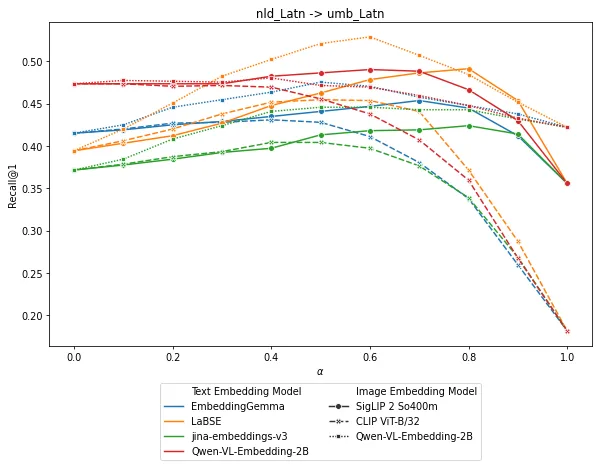 nld_Latn -> umb_Latn
Recall@1
0.50
0.45
0.40
0.35
0.30
0.25
0.20
0.0 0.2 0.4 0.6 0.8 1.0
α
Text Embedding Model Image Embedding Model
EmbeddingGemma SigLIP 2 So400m
LaBSE CLIP ViT-B/32
jina-embeddings-v3 Qwen-VL-Embedding-2B
Qwen-VL-Embedding-2B